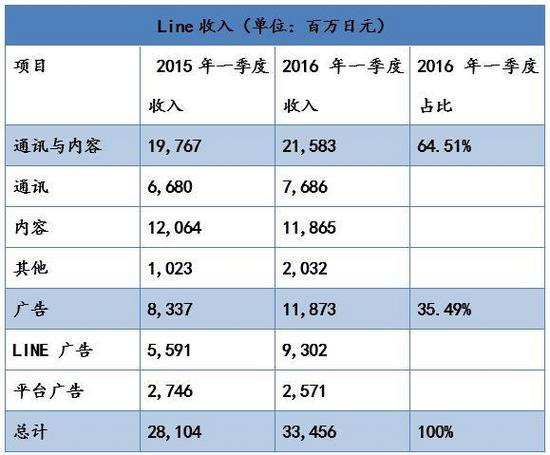 Line 收入（单位：百万日元）
项目 2015 年一季度 2016 年一季度 2016 年一季度
收入 收入 占比
通讯与内容 19,767 21,583 64.51%
通讯 6,680 7,686
内容 12,064 11,865
其他 1,023 2,032
广告 8,337 11,873 35.49%
LINE 广告 5,591 9,302
平台广告 2,746 2,571
总计 28,104 33,456 100%